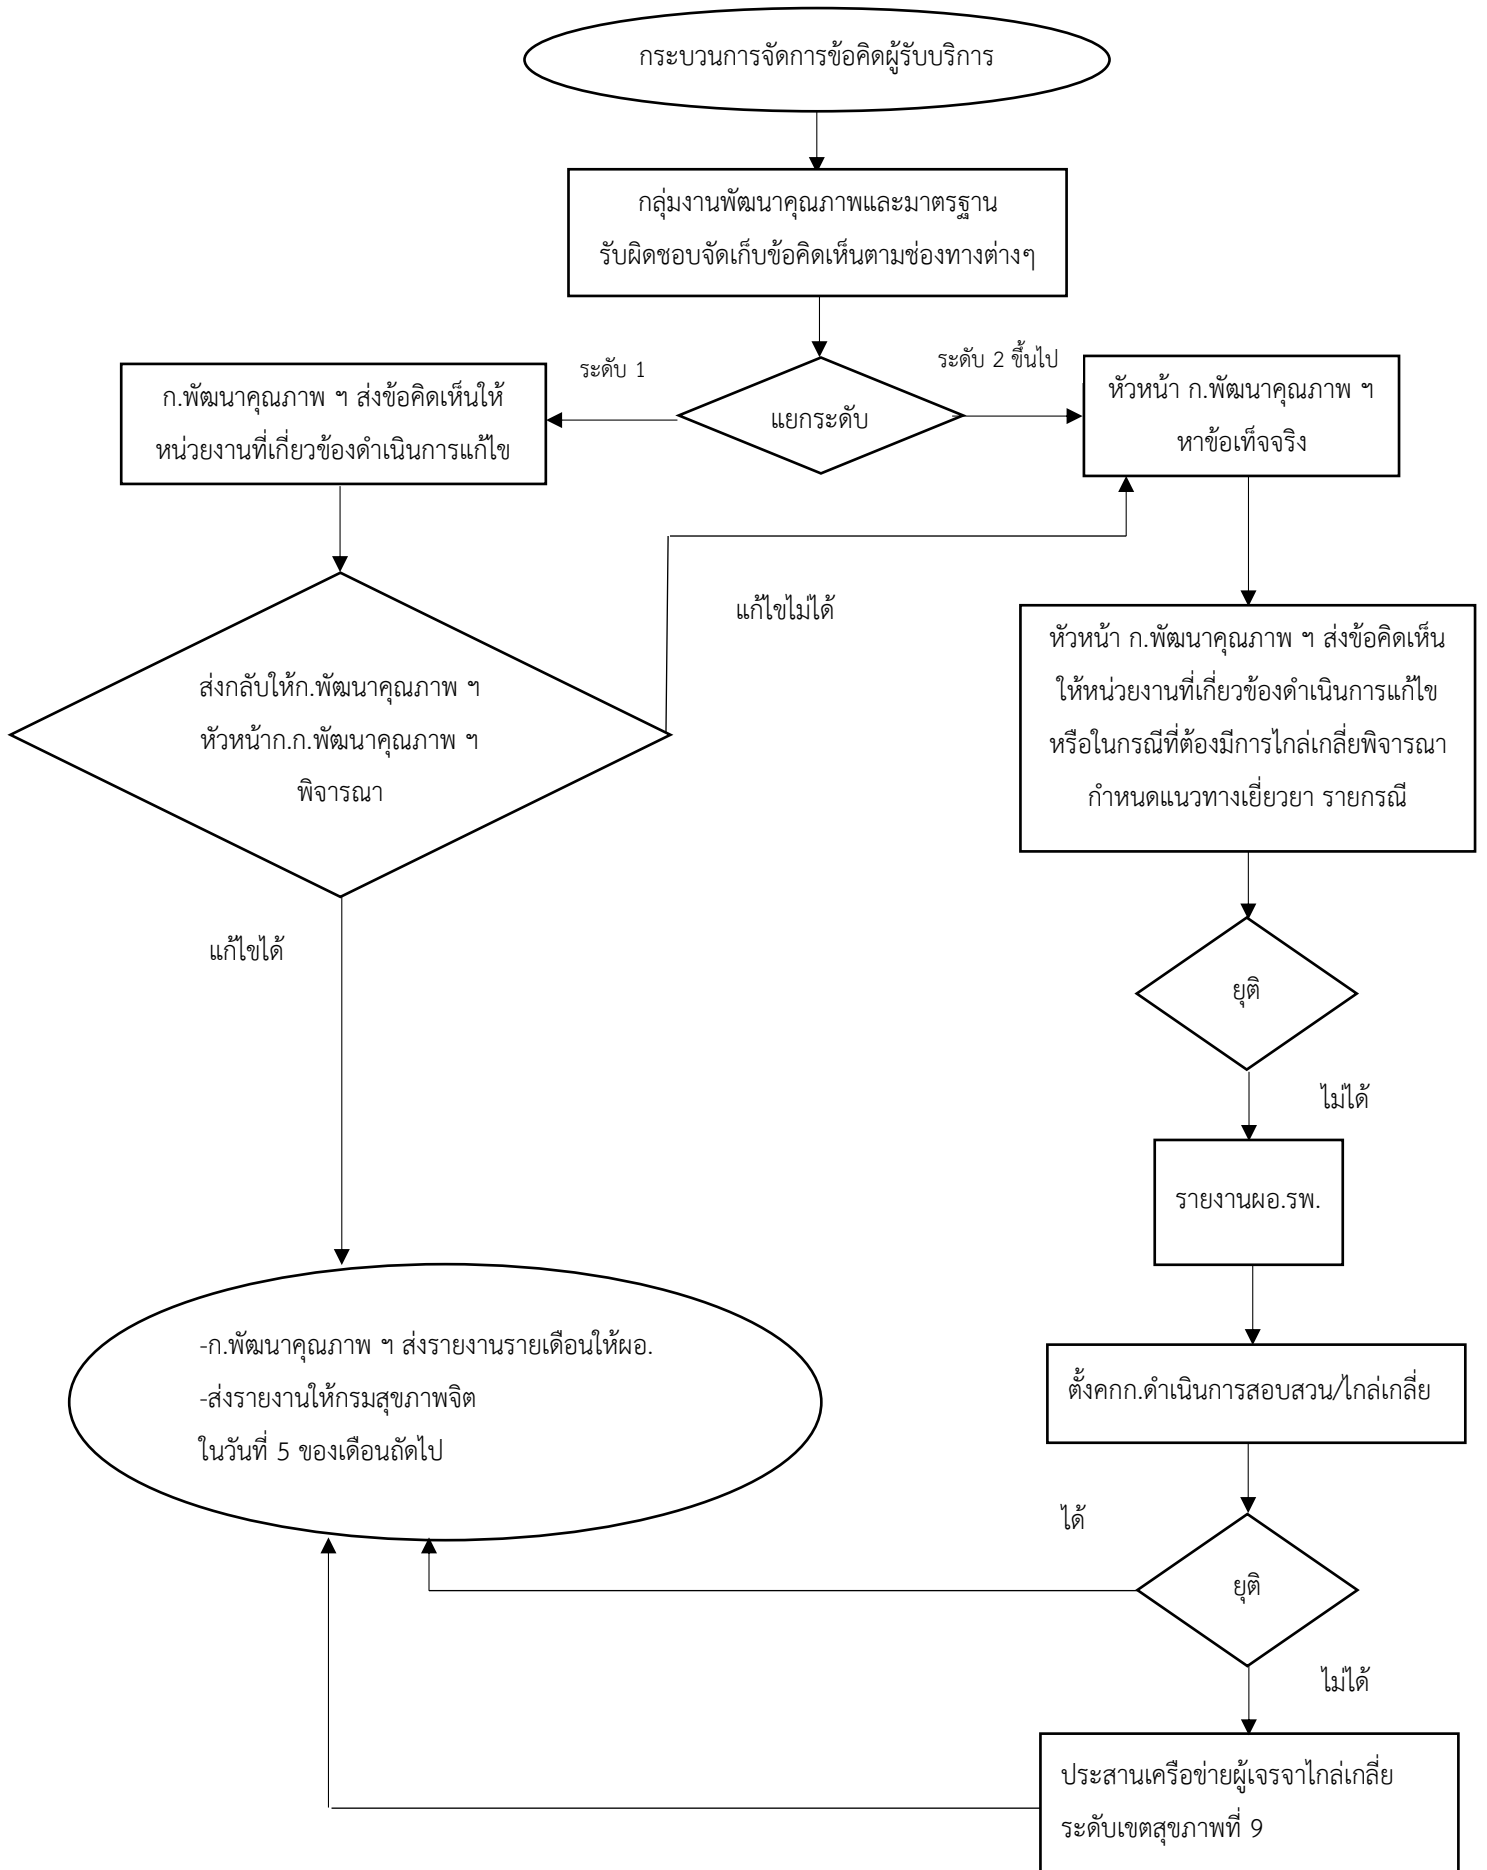 กระบวนการจัดการข้อคิดผู้รับบริการ
กลุ่มงานพัฒนาคุณภาพและมาตรฐาน
รับผิดชอบจัดเก็บข้อคิดเห็นตามช่องทางต่างๆ
ระดับ 1
ระดับ 2 ขึ้นไป
ก.พัฒนาคุณภาพ ฯ ส่งข้อคิดเห็นให้
หน่วยงานที่เกี่ยวข้องดำเนินการแก้ไข
แยกระดับ
หัวหน้า ก.พัฒนาคุณภาพ ฯ
หาข้อเท็จจริง
แก้ไขไม่ได้
ส่งกลับให้ก.พัฒนาคุณภาพ ฯ
หัวหน้าก.ก.พัฒนาคุณภาพ ฯ
พิจารณา
หัวหน้า ก.พัฒนาคุณภาพ ฯ ส่งข้อคิดเห็น
ให้หน่วยงานที่เกี่ยวข้องดำเนินการแก้ไข
หรือในกรณีที่ต้องมีการไกล่เกลี่ยพิจารณา
กำหนดแนวทางเยี่ยวยา รายกรณี
แก้ไขได้
ยุติ
ไม่ได้
รายงานผอ.รพ.
-ก.พัฒนาคุณภาพ ฯ ส่งรายงานรายเดือนให้ผอ.
-ส่งรายงานให้กรมสุขภาพจิต
ในวันที่ 5 ของเดือนถัดไป
ตั้งคกก.ดำเนินการสอบสวน/ไกล่เกลี่ย
ได้
ยุติ
ไม่ได้
ประสานเครือข่ายผู้เจรจาไกล่เกลี่ย
ระดับเขตสุขภาพที่ 9